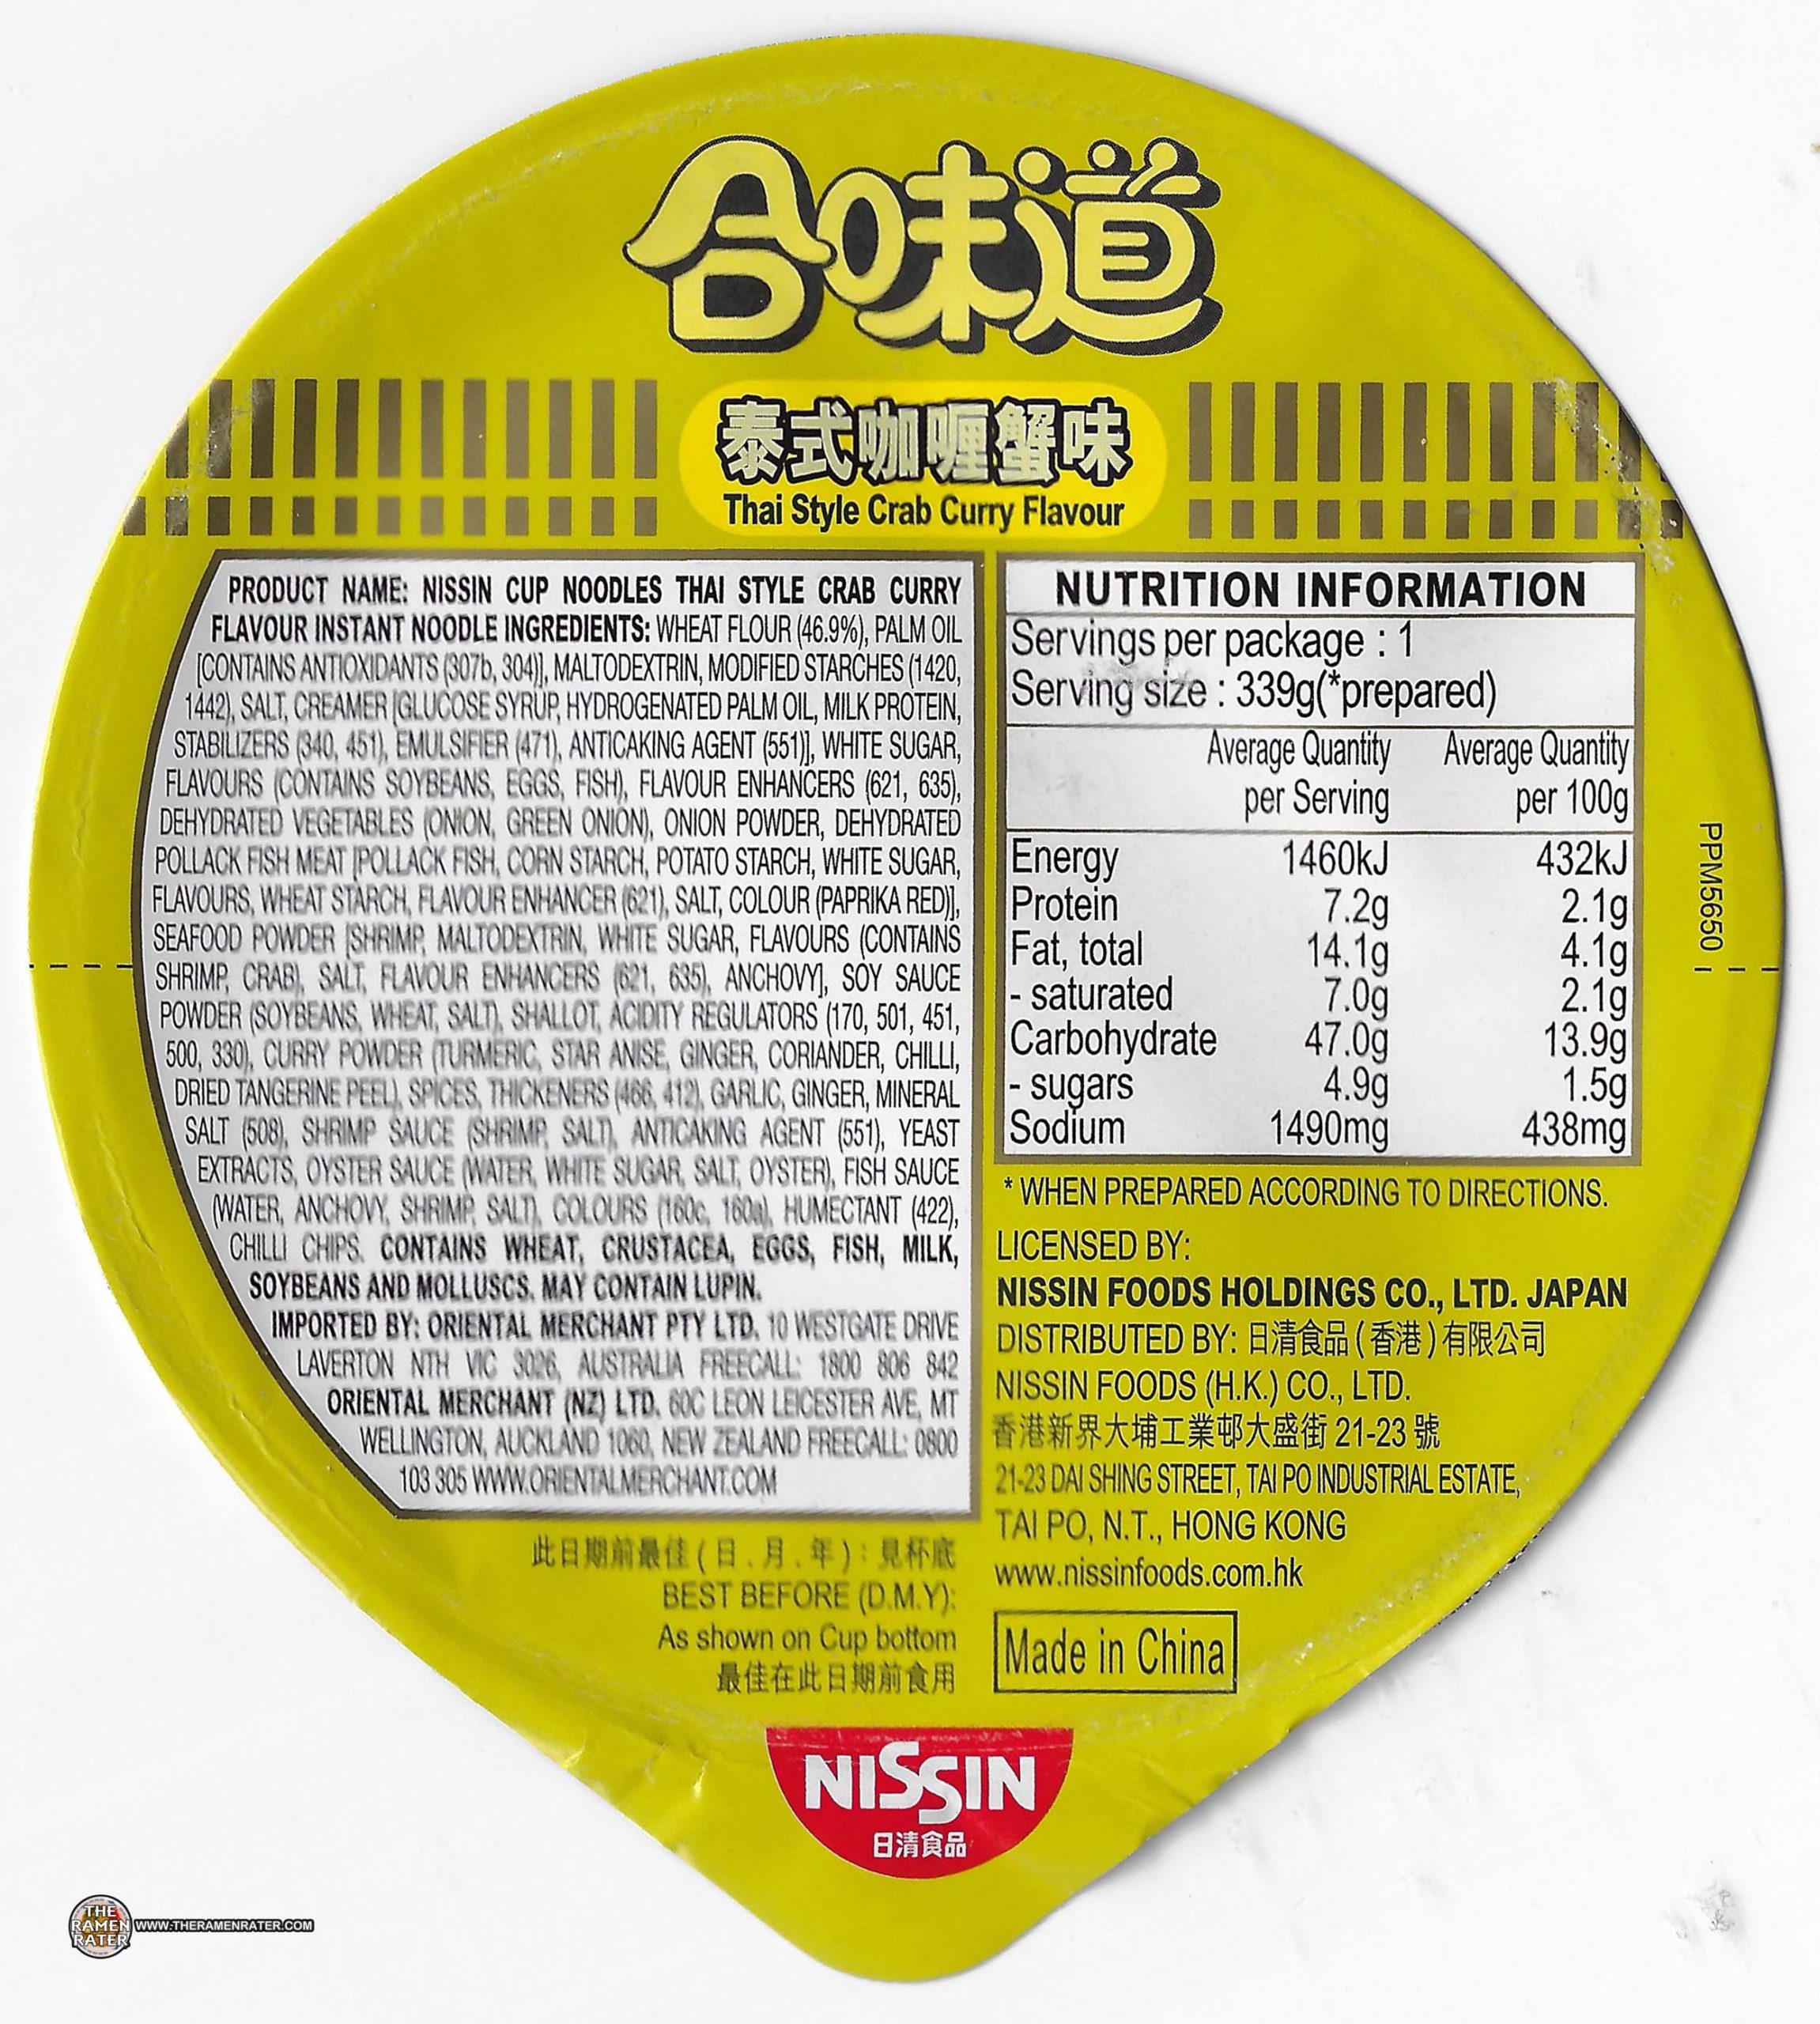 合味道
泰式咖喱蟹味
Thai Style Crab Curry Flavour
PRODUCT NAME: NISSIN CUP NOODLES THAI STYLE CRAB CURRY
FLAVOUR INSTANT NOODLE INGREDIENTS: WHEAT FLOUR (46.9%), PALM OIL
[CONTAINS ANTIOXIDANTS (307b, 304)], MALTODEXTRIN, MODIFIED STARCHES (1420,
1442), SALT, CREAMER [GLUCOSE SYRUP, HYDROGENATED PALM OIL, MILK PROTEIN,
STABILIZERS (340, 451), EMULSIFIER (471), ANTICAKING AGENT (551)], WHITE SUGAR,
FLAVOURS (CONTAINS SOYBEANS, EGGS, FISH), FLAVOUR ENHANCERS (621, 635),
DEHYDRATED VEGETABLES (ONION, GREEN ONION), ONION POWDER, DEHYDRATED
POLLACK FISH MEAT [POLLACK FISH, CORN STARCH, POTATO STARCH, WHITE SUGAR,
FLAVOURS, WHEAT STARCH, FLAVOUR ENHANCER (621), SALT, COLOUR (PAPRIKA RED)],
SEAFOOD POWDER [SHRIMP, MALTODEXTRIN, WHITE SUGAR, FLAVOURS (CONTAINS
SHRIMP, CRAB), SALT, FLAVOUR ENHANCERS (621, 635), ANCHOVY], SOY SAUCE
POWDER (SOYBEANS, WHEAT, SALT), SHALLOT, ACIDITY REGULATORS (170, 501, 451,
500, 330), CURRY POWDER (TURMERIC, STAR ANISE, GINGER, CORIANDER, CHILLI,
DRIED TANGERINE PEEL), SPICES, THICKENERS (466, 412), GARLIC, GINGER, MINERAL
SALT (508), SHRIMP SAUCE (SHRIMP, SALT), ANTICAKING AGENT (551), YEAST
EXTRACTS, OYSTER SAUCE (WATER, WHITE SUGAR, SALT, OYSTER), FISH SAUCE
(WATER, ANCHOVY, SHRIMP, SALT), COLOURS (160c, 160a), HUMECTANT (422),
CHILLI CHIPS. CONTAINS WHEAT, CRUSTACEA, EGGS, FISH, MILK,
SOYBEANS AND MOLLUSCS. MAY CONTAIN LUPIN.
IMPORTED BY: ORIENTAL MERCHANT PTY LTD. 10 WESTGATE DRIVE
LAVERTON NTH VIC 3026, AUSTRALIA FREECALL: 1800 806 842
ORIENTAL MERCHANT (NZ) LTD. 60C LEON LEICESTER AVE, MT
WELLINGTON, AUCKLAND 1060, NEW ZEALAND FREECALL: 0800
103 305 WWW.ORIENTALMERCHANT.COM
此日期前最佳(日.月.年):見杯底
BEST BEFORE (D.M.Y):
As shown on Cup bottom
最佳在此日期前食用
NUTRITION INFORMATION
Servings per package : 1
Serving size : 339g(*prepared)
Average Quantity Average Quantity
per Serving per 100g
Energy 1460kJ 432kJ
Protein 7.2g 2.1g
Fat, total 14.1g 4.1g
- saturated 7.0g 2.1g
Carbohydrate 47.0g 13.9g
- sugars 4.9g 1.5g
Sodium 1490mg 438mg
* WHEN PREPARED ACCORDING TO DIRECTIONS.
LICENSED BY:
NISSIN FOODS HOLDINGS CO., LTD. JAPAN
DISTRIBUTED BY: 日清食品(香港)有限公司
NISSIN FOODS (H.K.) CO., LTD.
香港新界大埔工業邨大盛街 21-23 號
21-23 DAI SHING STREET, TAI PO INDUSTRIAL ESTATE,
TAI PO, N.T., HONG KONG
www.nissinfoods.com.hk
Made in China
PPM5650
NISSIN
日清食品
THE
RAMEN
RATER
WWW.THERAMENRATER.COM